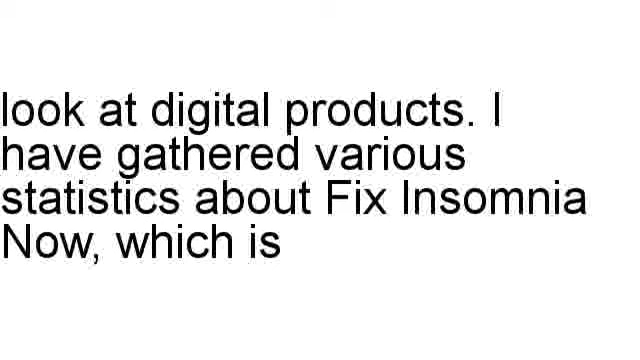 look at digital products. I
have gathered various
statistics about Fix Insomnia
Now, which is